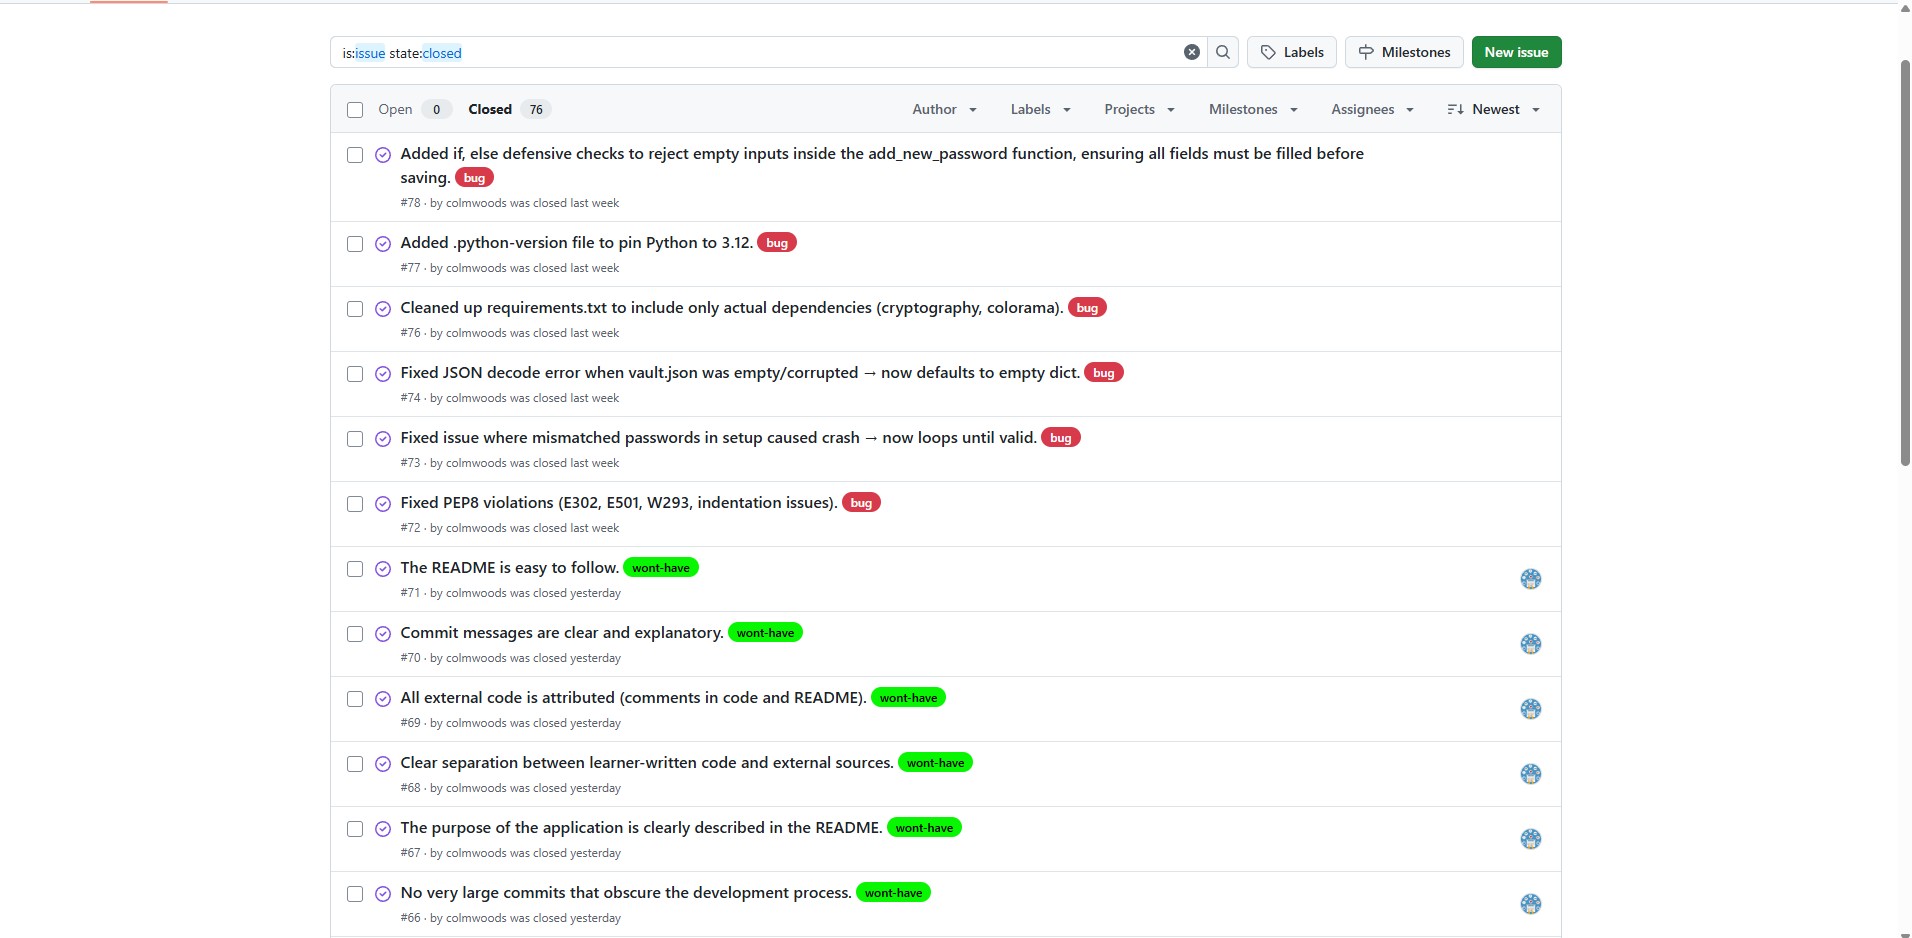 is:issue state:closed
Labels
Milestones
New issue
Open 0 Closed 76 Author Labels Projects Milestones Assignees Newest
Added if, else defensive checks to reject empty inputs inside the add_new_password function, ensuring all fields must be filled before
saving. bug
#78 · by colmwoods was closed last week
Added .python-version file to pin Python to 3.12. bug
#77 · by colmwoods was closed last week
Cleaned up requirements.txt to include only actual dependencies (cryptography, colorama). bug
#76 · by colmwoods was closed last week
Fixed JSON decode error when vault.json was empty/corrupted → now defaults to empty dict. bug
#74 · by colmwoods was closed last week
Fixed issue where mismatched passwords in setup caused crash → now loops until valid. bug
#73 · by colmwoods was closed last week
Fixed PEP8 violations (E302, E501, W293, indentation issues). bug
#72 · by colmwoods was closed last week
The README is easy to follow. wont-have
#71 · by colmwoods was closed yesterday
Commit messages are clear and explanatory. wont-have
#70 · by colmwoods was closed yesterday
All external code is attributed (comments in code and README). wont-have
#69 · by colmwoods was closed yesterday
Clear separation between learner-written code and external sources. wont-have
#68 · by colmwoods was closed yesterday
The purpose of the application is clearly described in the README. wont-have
#67 · by colmwoods was closed yesterday
No very large commits that obscure the development process. wont-have
#66 · by colmwoods was closed yesterday